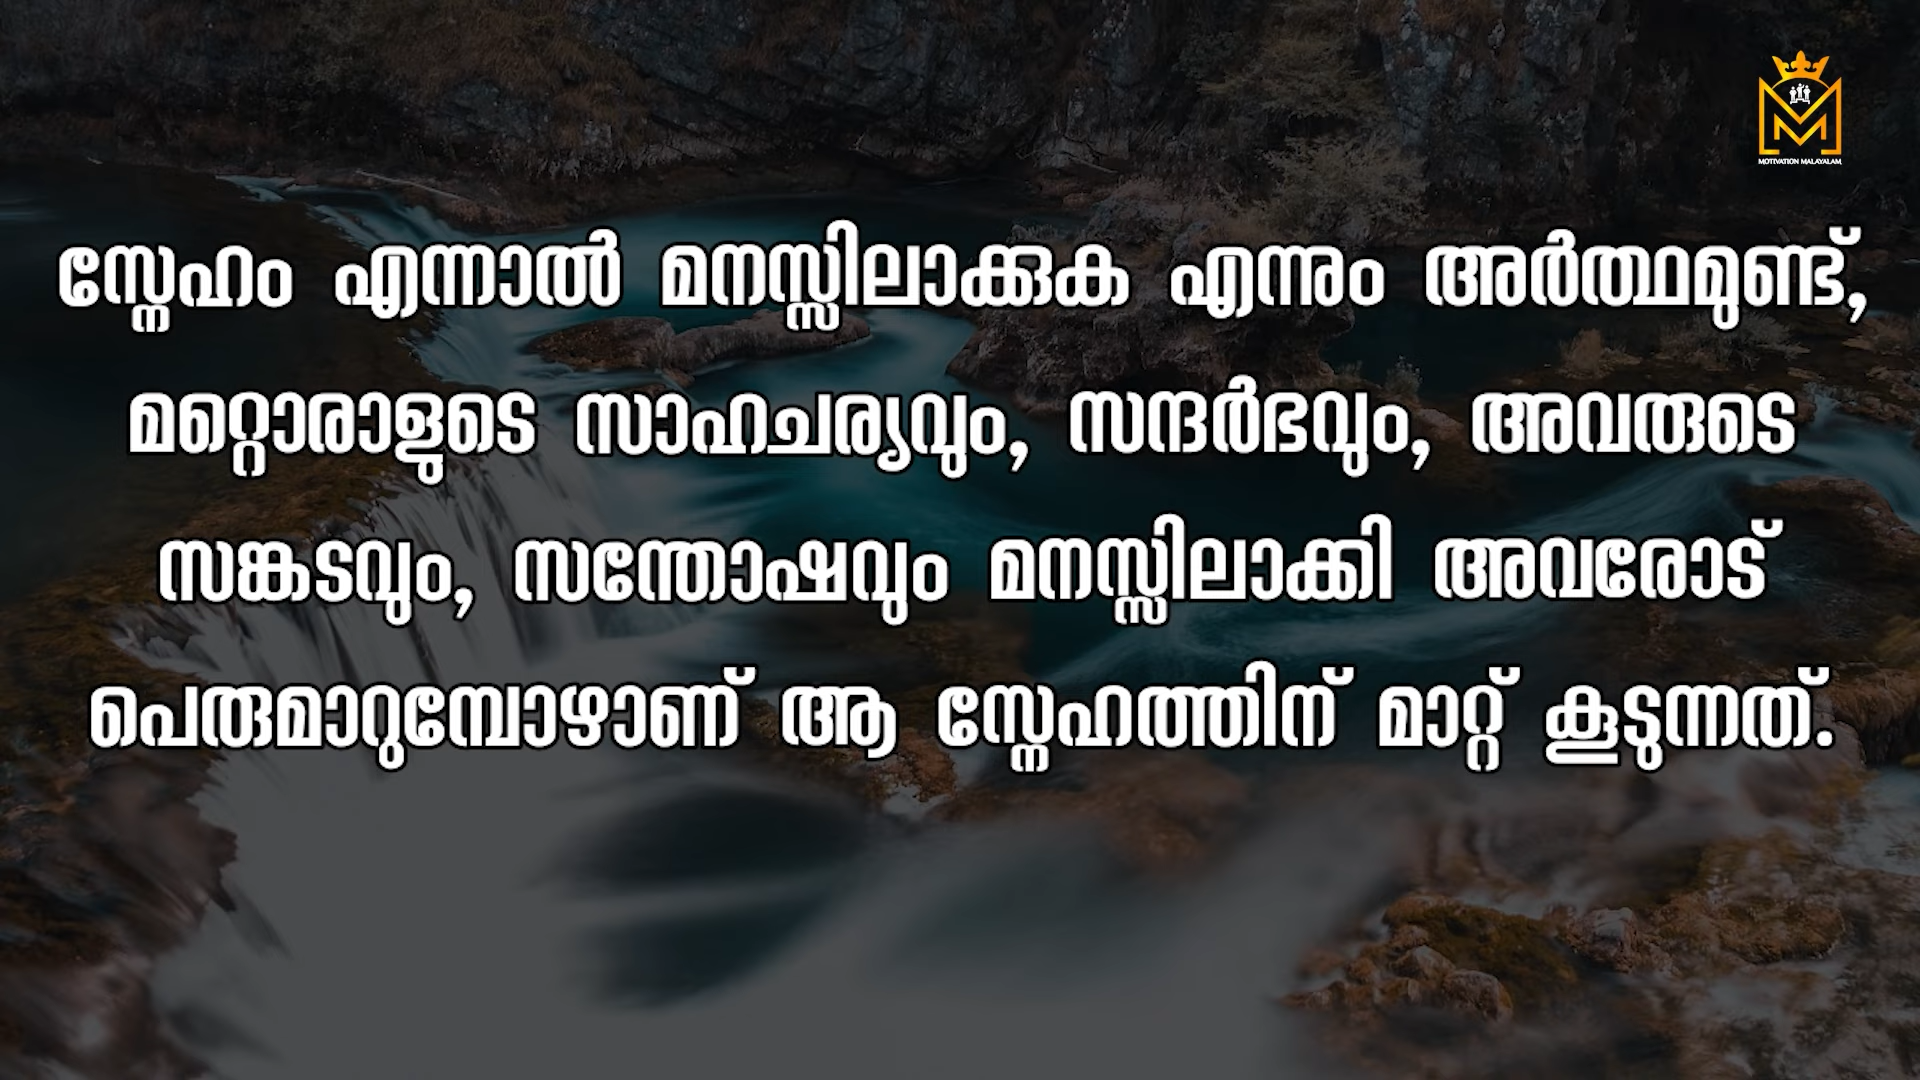 MOTIVATION MALAYALAM
സ്നേഹം എന്നാൽ മനസ്സിലാക്കുക എന്നും അർത്ഥമുണ്ട്,
മറ്റൊരാളുടെ സാഹചര്യവും, സന്ദർഭവും, അവരുടെ
സങ്കടവും, സന്തോഷവും മനസ്സിലാക്കി അവരോട്
പെരുമാറുമ്പോഴാണ് ആ സ്നേഹത്തിന് മാറ്റ് കൂടുന്നത്.